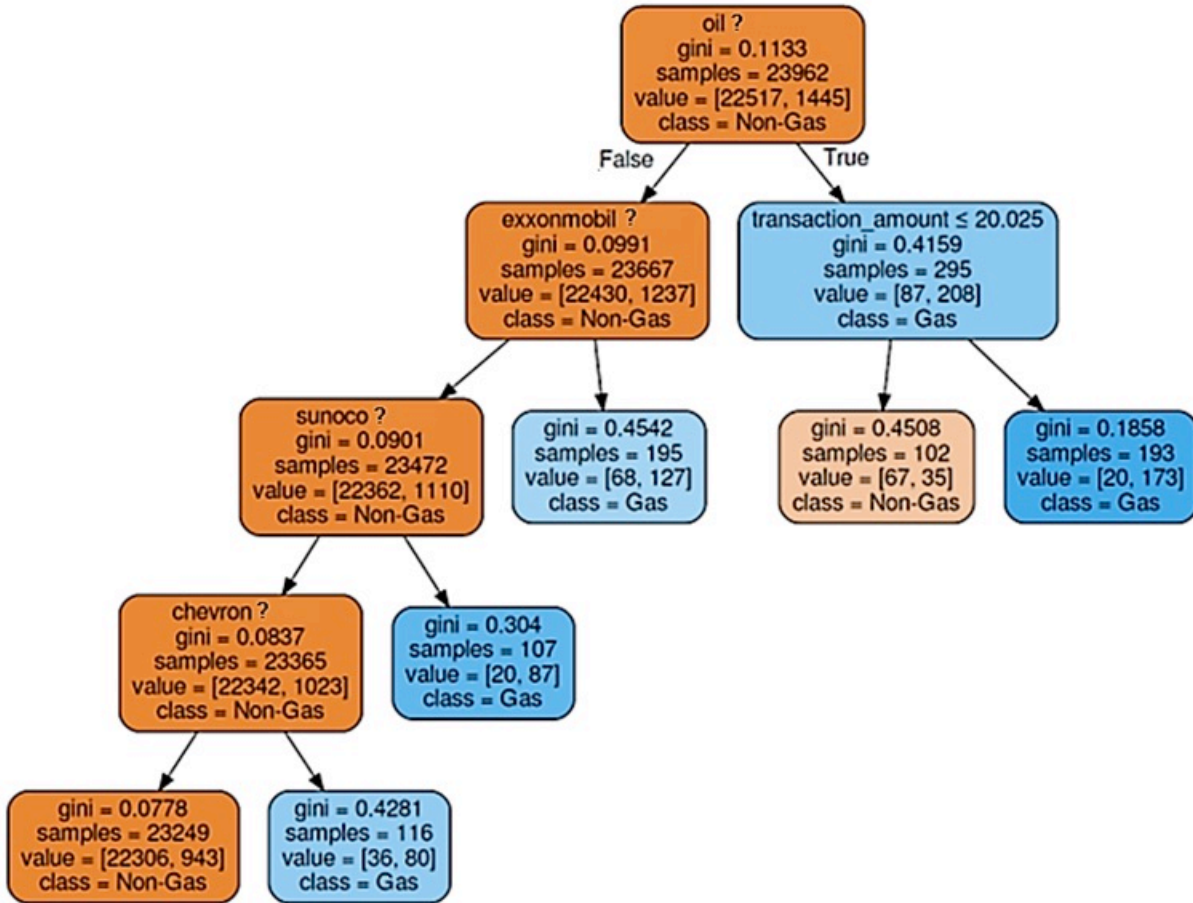 oil ?
gini = 0.1133
samples = 23962
value = [22517, 1445]
class = Non-Gas
False
True
exxonmobil ?
gini = 0.0991
samples = 23667
value = [22430, 1237]
class = Non-Gas
transaction_amount ≤ 20.025
gini = 0.4159
samples = 295
value = [87, 208]
class = Gas
sunoco ?
gini = 0.0901
samples = 23472
value = [22362, 1110]
class = Non-Gas
gini = 0.4542
samples = 195
value = [68, 127]
class = Gas
gini = 0.4508
samples = 102
value = [67, 35]
class = Non-Gas
gini = 0.1858
samples = 193
value = [20, 173]
class = Gas
chevron ?
gini = 0.0837
samples = 23365
value = [22342, 1023]
class = Non-Gas
gini = 0.304
samples = 107
value = [20, 87]
class = Gas
gini = 0.0778
samples = 23249
value = [22306, 943]
class = Non-Gas
gini = 0.4281
samples = 116
value = [36, 80]
class = Gas